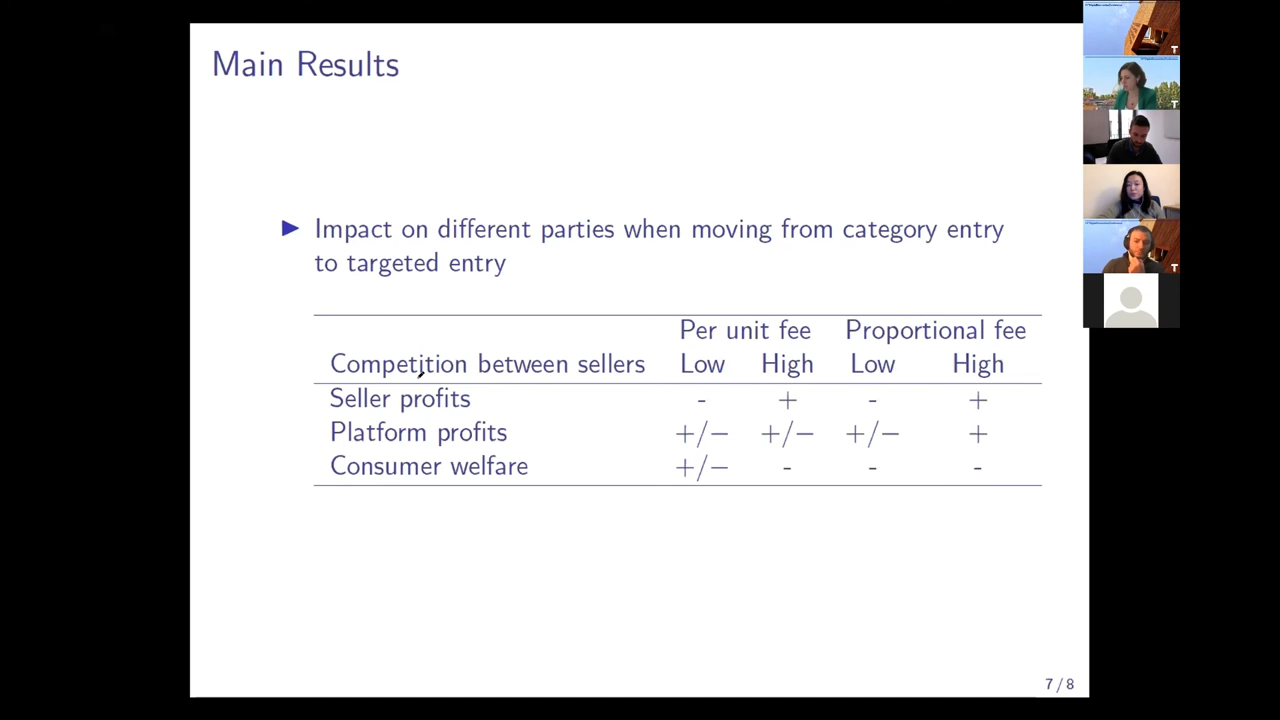 Main Results
▶ Impact on different parties when moving from category entry
to targeted entry
Per unit fee Proportional fee
Competition between sellers Low High Low High
Seller profits - + - +
Platform profits +/− +/− +/− +
Consumer welfare +/− - - -
7 / 8
T
T
T